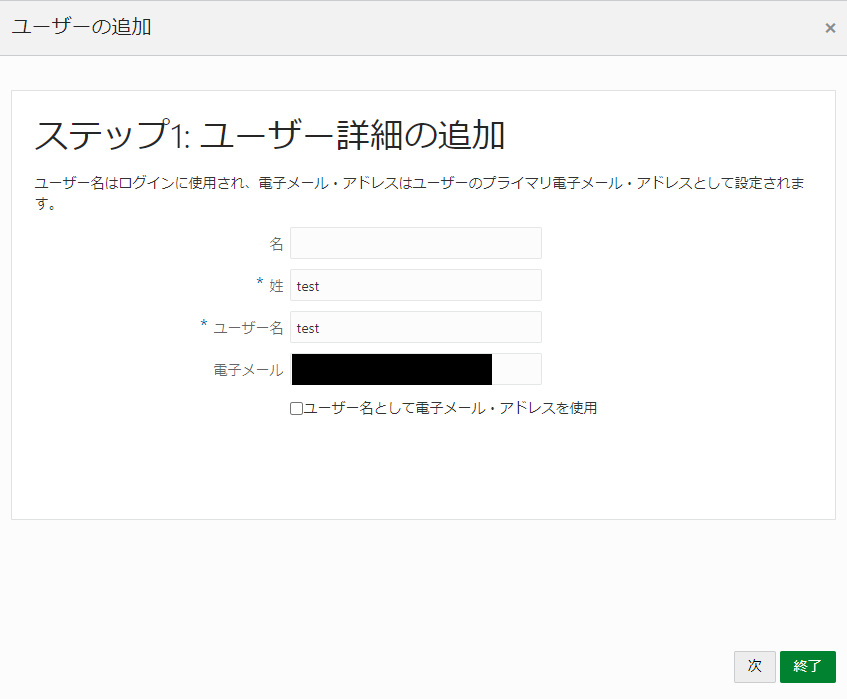 ユーザーの追加
×
ステップ1: ユーザー詳細の追加
ユーザー名はログインに使用され、電子メール・アドレスはユーザーのプライマリ電子メール・アドレスとして設定されま
す。
名
* 姓 test
* ユーザー名 test
電子メール
ユーザー名として電子メール・アドレスを使用
次 終了